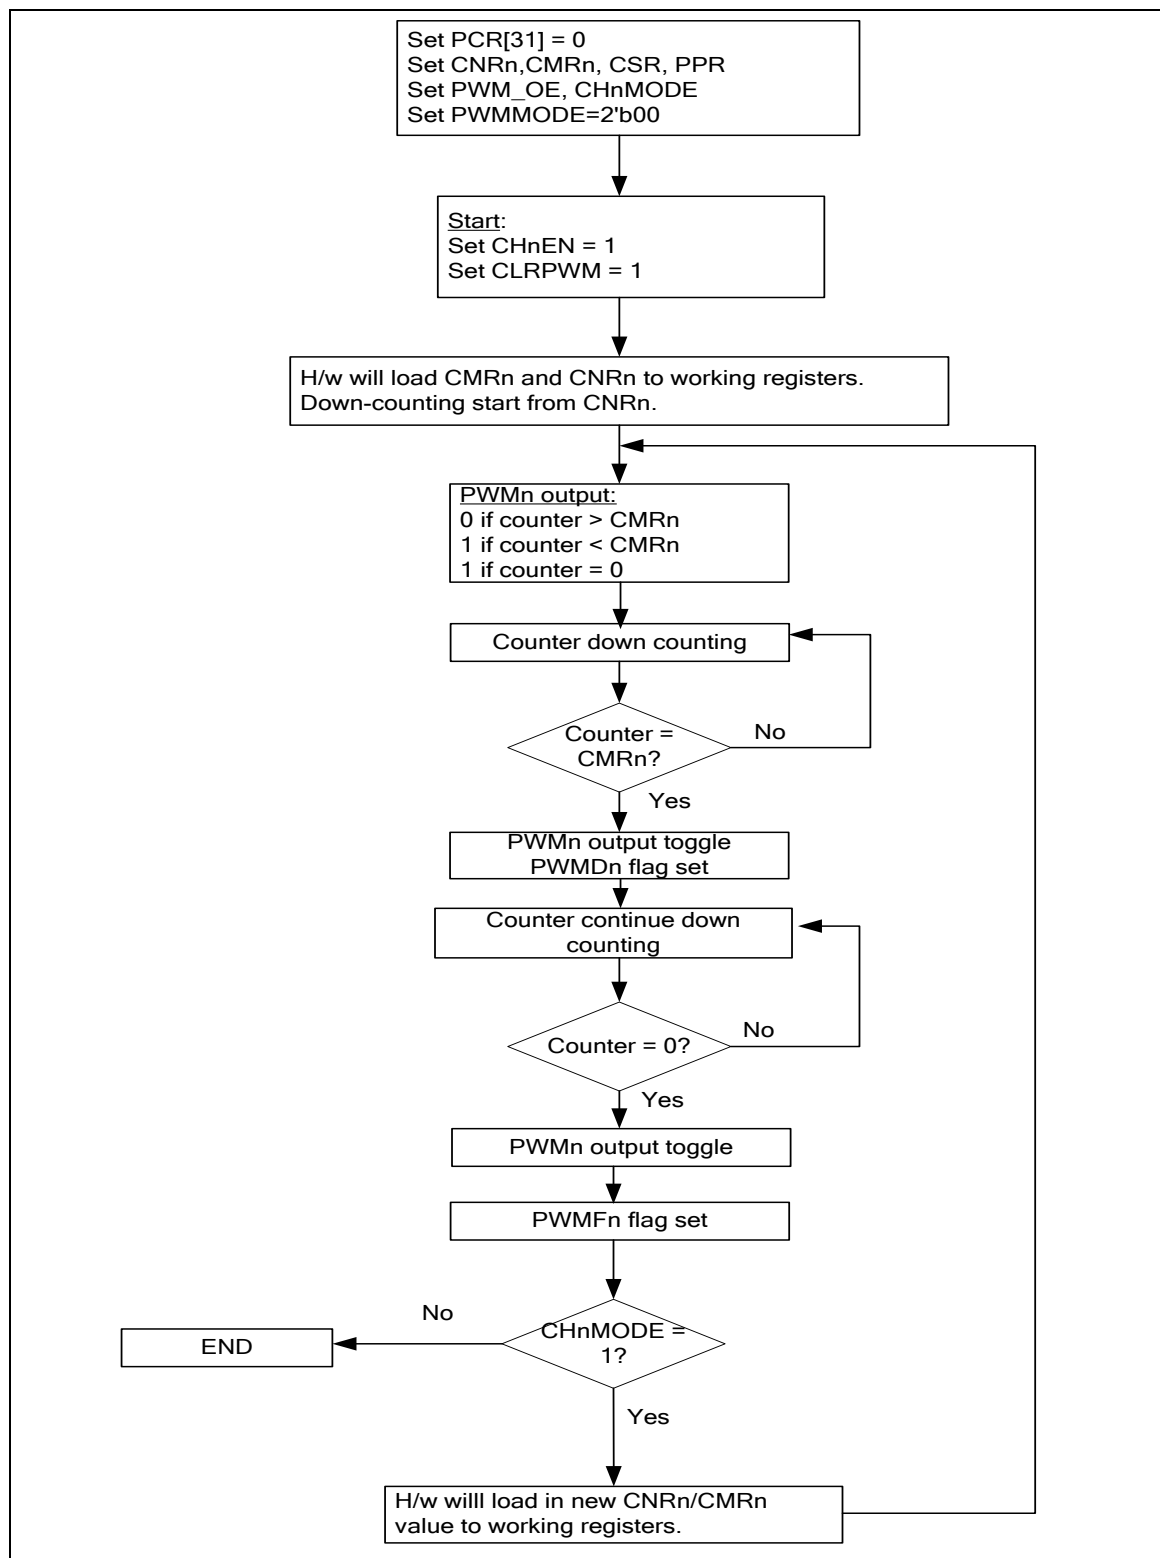 Set PCR[31] = 0
Set CNRn,CMRn, CSR, PPR
Set PWM_OE, CHnMODE
Set PWMMODE=2'b00
Start:
Set CHnEN = 1
Set CLRPWM = 1
H/w will load CMRn and CNRn to working registers.
Down-counting start from CNRn.
PWMn output:
0 if counter > CMRn
1 if counter < CMRn
1 if counter = 0
Counter down counting
Counter =
CMRn?
No
Yes
PWMn output toggle
PWMDn flag set
Counter continue down
counting
Counter = 0?
No
Yes
PWMn output toggle
PWMFn flag set
CHnMODE =
1?
No
END
Yes
H/w willl load in new CNRn/CMRn
value to working registers.